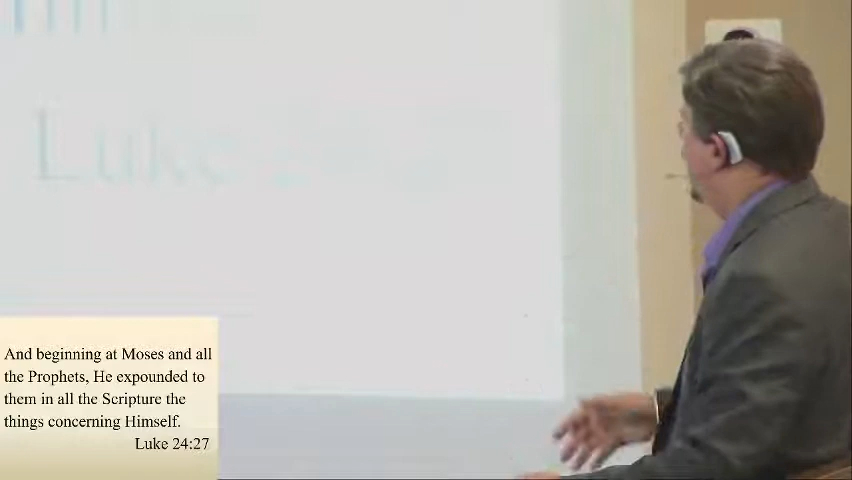 Luke
And beginning at Moses and all
the Prophets, He expounded to
them in all the Scripture the
things concerning Himself.
Luke 24:27